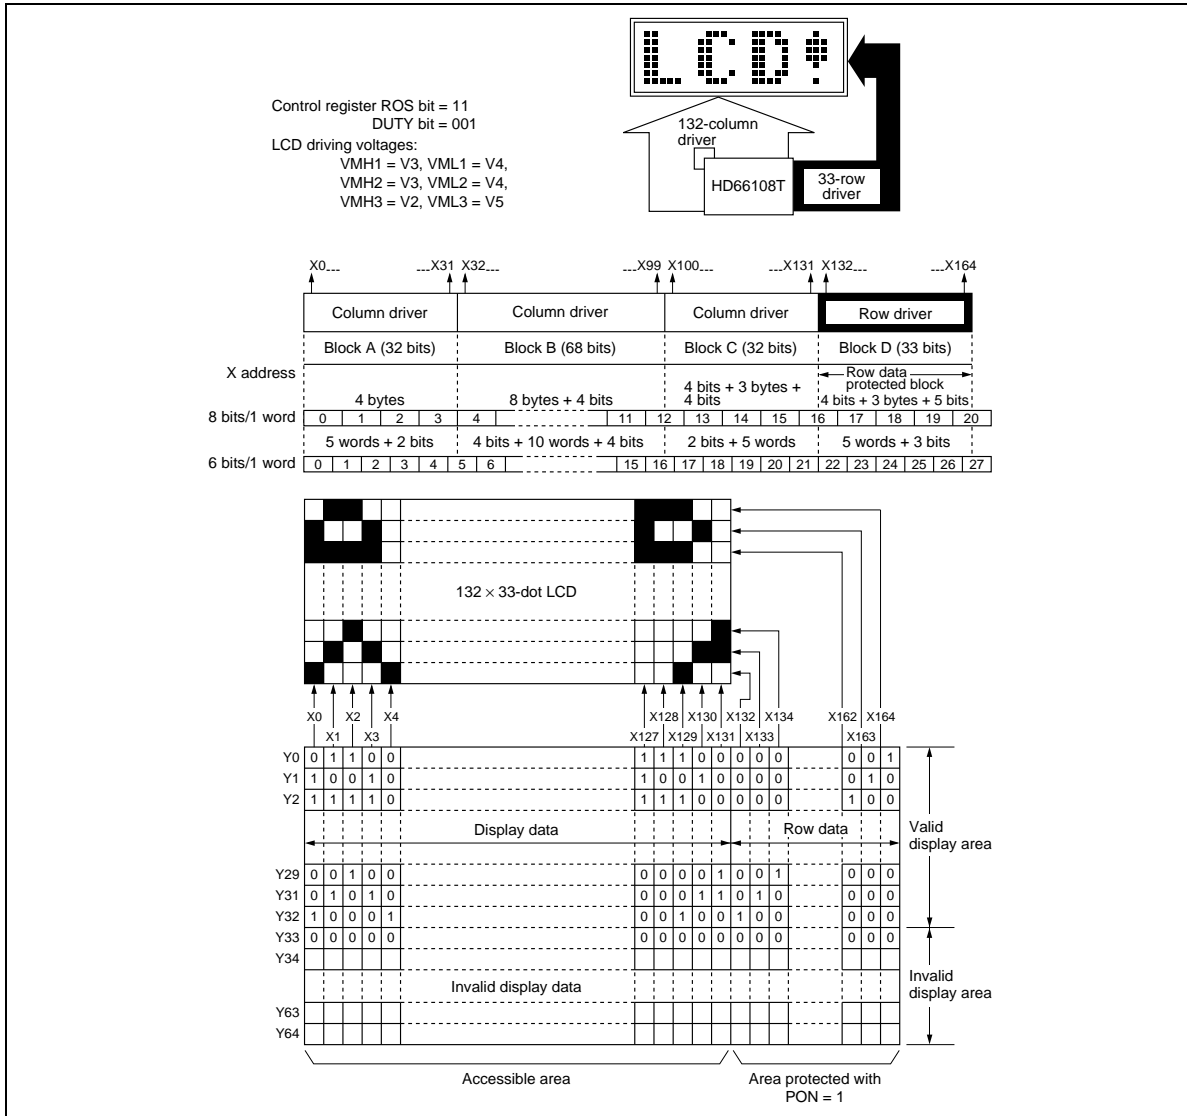 Control register ROS bit = 11
DUTY bit = 001
LCD driving voltages:
VMH1 = V3, VML1 = V4,
VMH2 = V3, VML2 = V4,
VMH3 = V2, VML3 = V5
LCD!
132-column
driver
HD66108T
33-row
driver
X0--- ---X31 X32--- ---X99 X100--- ---X131 X132--- ---X164
Column driver Column driver Column driver Row driver
Block A (32 bits) Block B (68 bits) Block C (32 bits) Block D (33 bits)
X address
Row data
protected block
4 bytes 8 bytes + 4 bits 4 bits + 3 bytes +
4 bits 4 bits + 3 bytes + 5 bits
8 bits/1 word 0 1 2 3 4 11 12 13 14 15 16 17 18 19 20
5 words + 2 bits 4 bits + 10 words + 4 bits 2 bits + 5 words 5 words + 3 bits
6 bits/1 word 0 1 2 3 4 5 6 15 16 17 18 19 20 21 22 23 24 25 26 27
132 × 33-dot LCD
X0 X2 X4 X128 X130 X132 X134 X162 X164
X1 X3 X127 X129 X131 X133 X163
Y0 0 1 1 0 0 1 1 1 0 0 0 0 0 0 0 1
Y1 1 0 0 1 0 1 0 0 1 0 0 0 0 0 1 0
Y2 1 1 1 1 0 1 1 1 0 0 0 0 0 1 0 0
Display data Row data
Valid
display area
Y29 0 0 1 0 0 0 0 0 0 1 0 0 1 0 0 0
Y31 0 1 0 1 0 0 0 0 1 1 0 1 0 0 0 0
Y32 1 0 0 0 1 0 0 1 0 0 1 0 0 0 0 0
Y33 0 0 0 0 0 0 0 0 0 0 0 0 0 0 0 0
Y34
Invalid display data
Invalid
display area
Y63
Y64
Accessible area
Area protected with
PON = 1